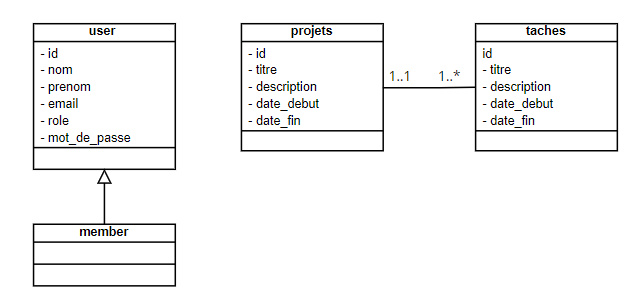 user
- id
- nom
- prenom
- email
- role
- mot_de_passe
member
projets
- id
- titre
- description
- date_debut
- date_fin
1..1
1..*
taches
id
- titre
- description
- date_debut
- date_fin